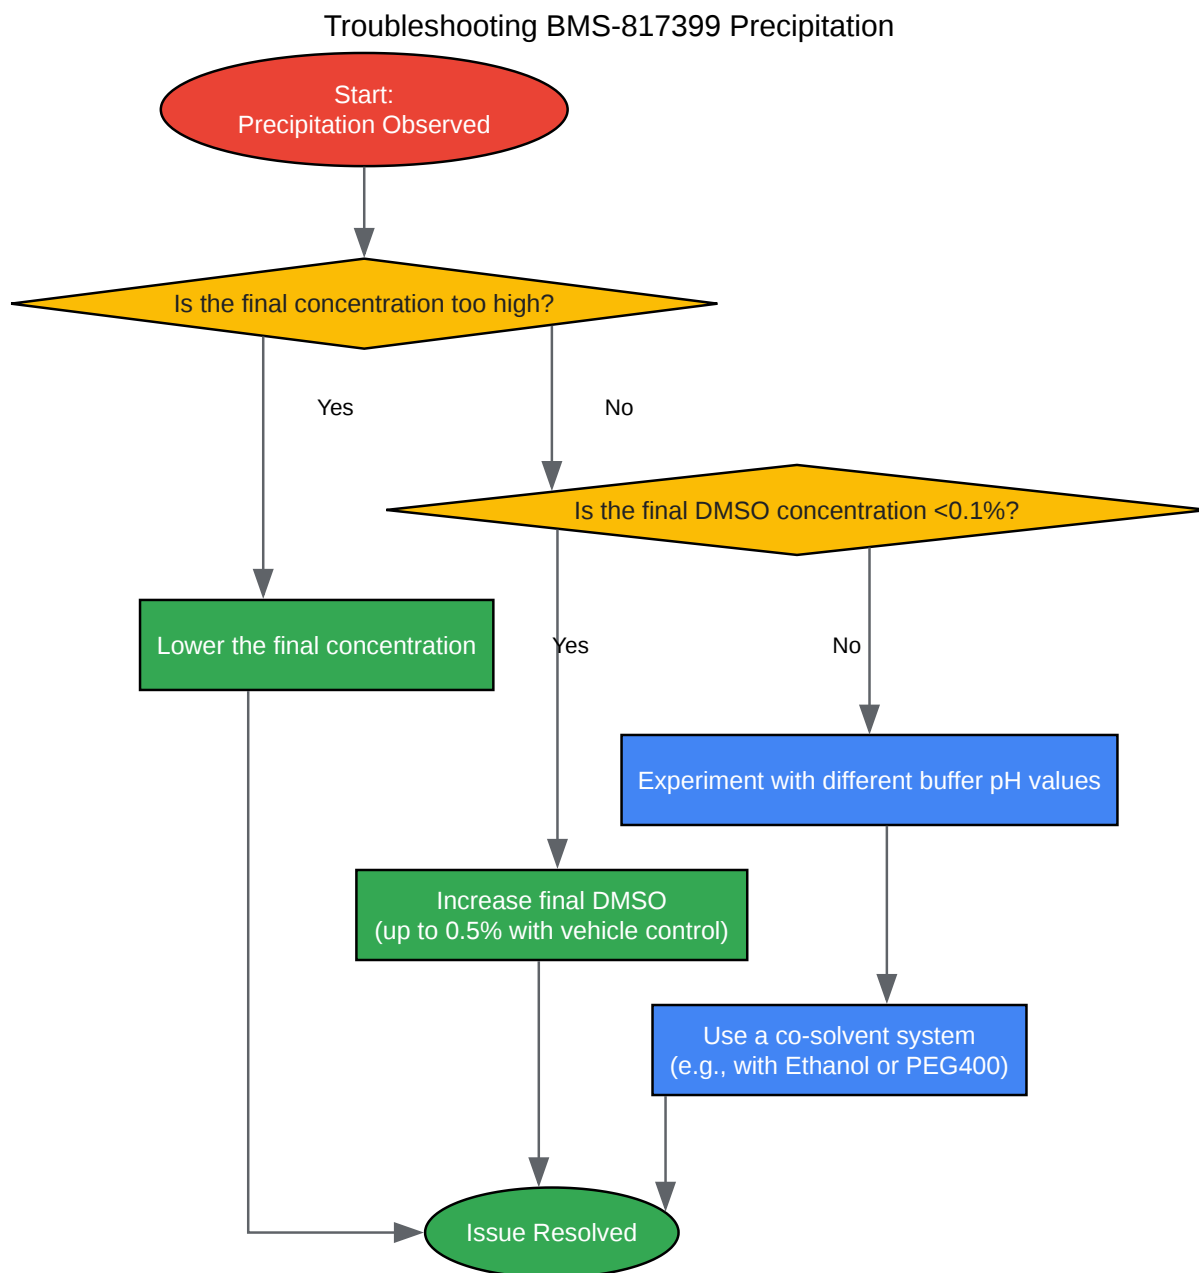 Troubleshooting BMS-817399 Precipitation
Start:
Precipitation Observed
Is the final concentration too high?
Yes
No
Is the final DMSO concentration <0.1%?
Lower the final concentration
Yes
No
Experiment with different buffer pH values
Increase final DMSO
(up to 0.5% with vehicle control)
Use a co-solvent system
(e.g., with Ethanol or PEG400)
Issue Resolved